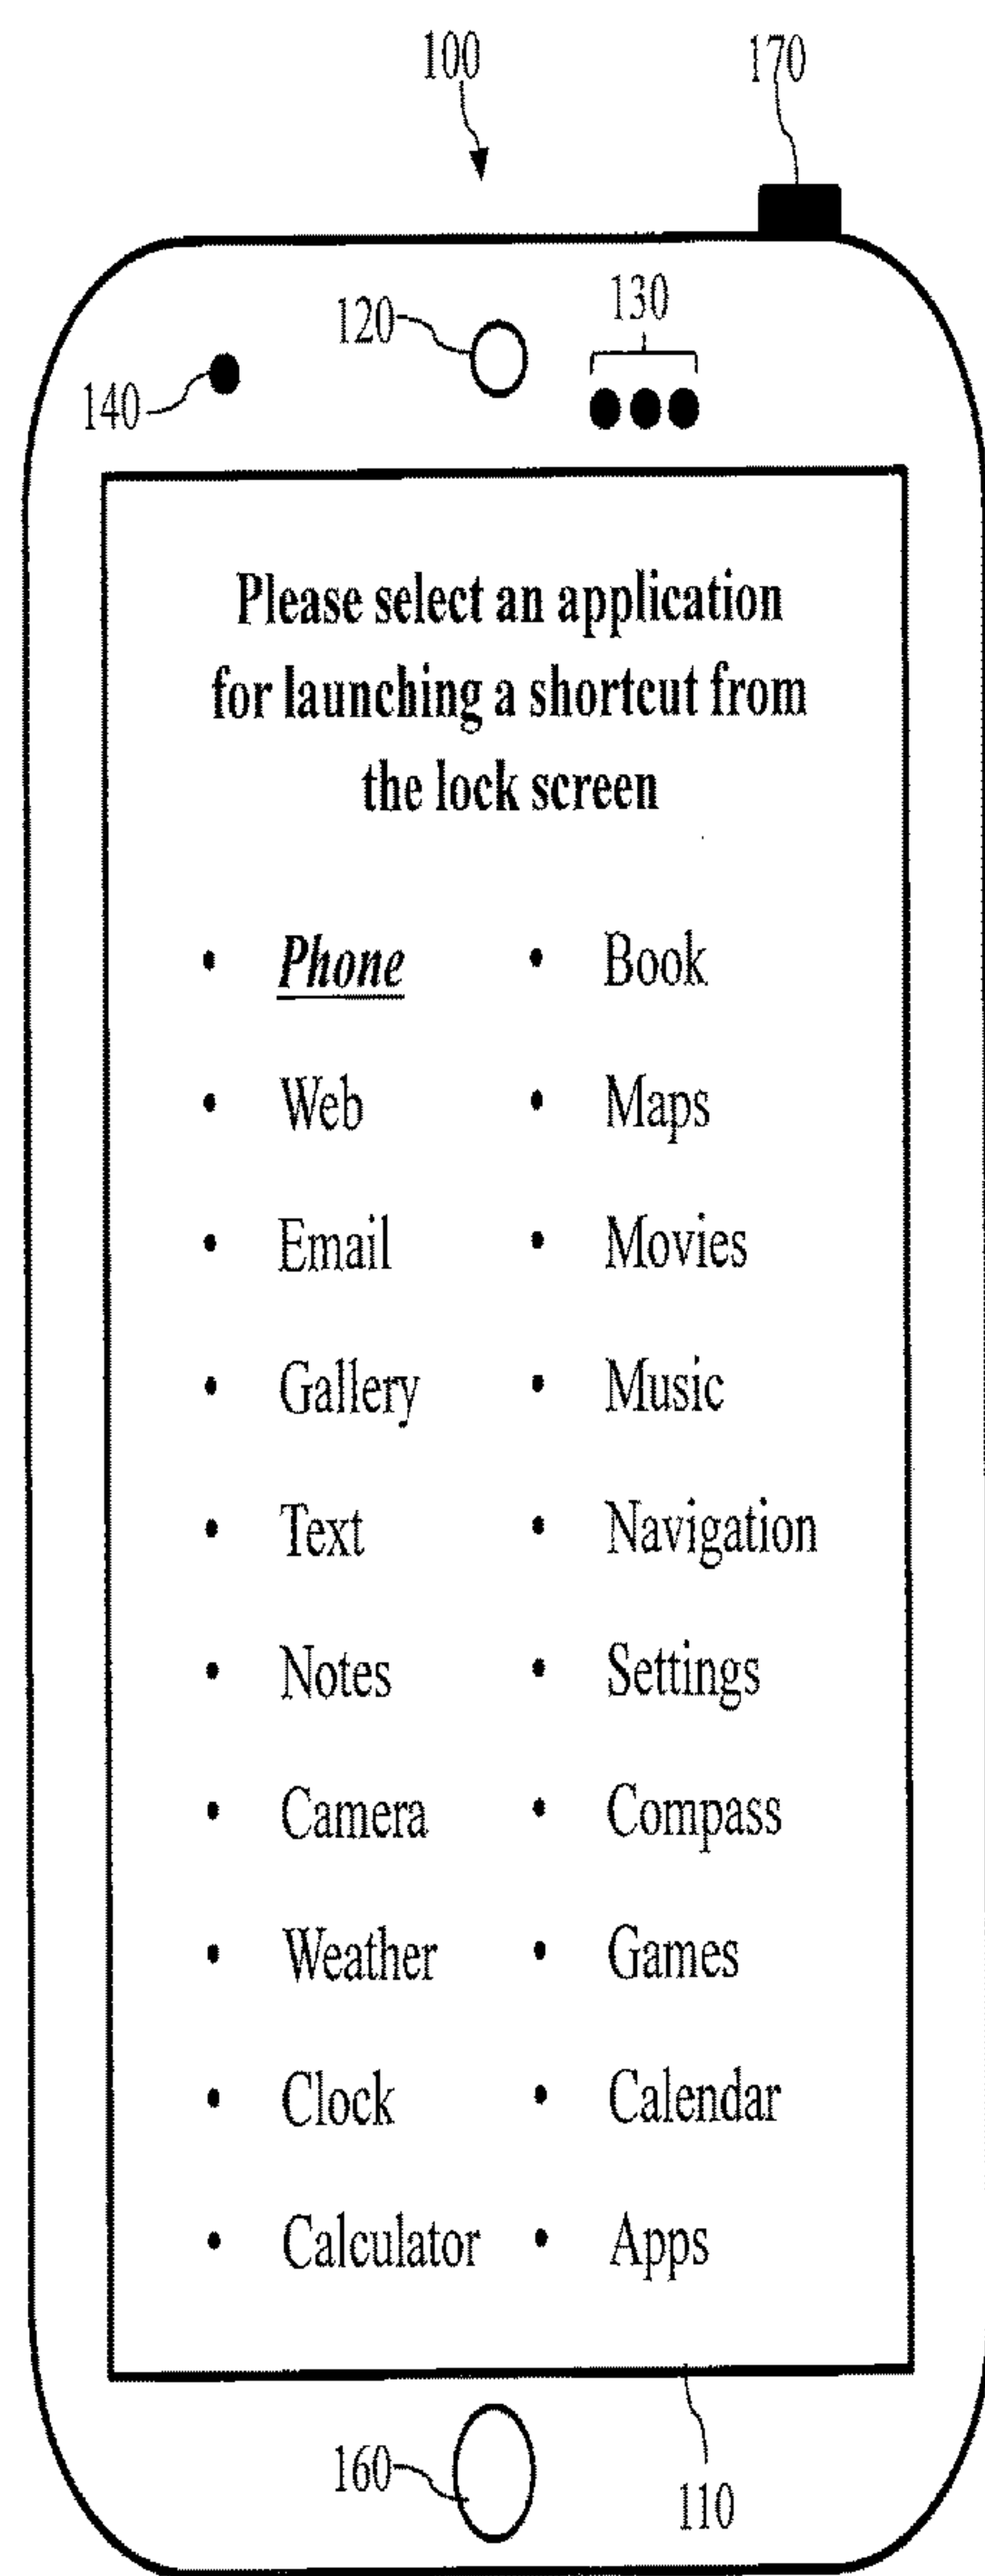 100
170
120
130
140
Please select an application
for launching a shortcut from
the lock screen
• Phone
• Book
• Web
• Maps
• Email
• Movies
• Gallery
• Music
• Text
• Navigation
• Notes
• Settings
• Camera
• Compass
• Weather
• Games
• Clock
• Calendar
• Calculator
• Apps
160
110